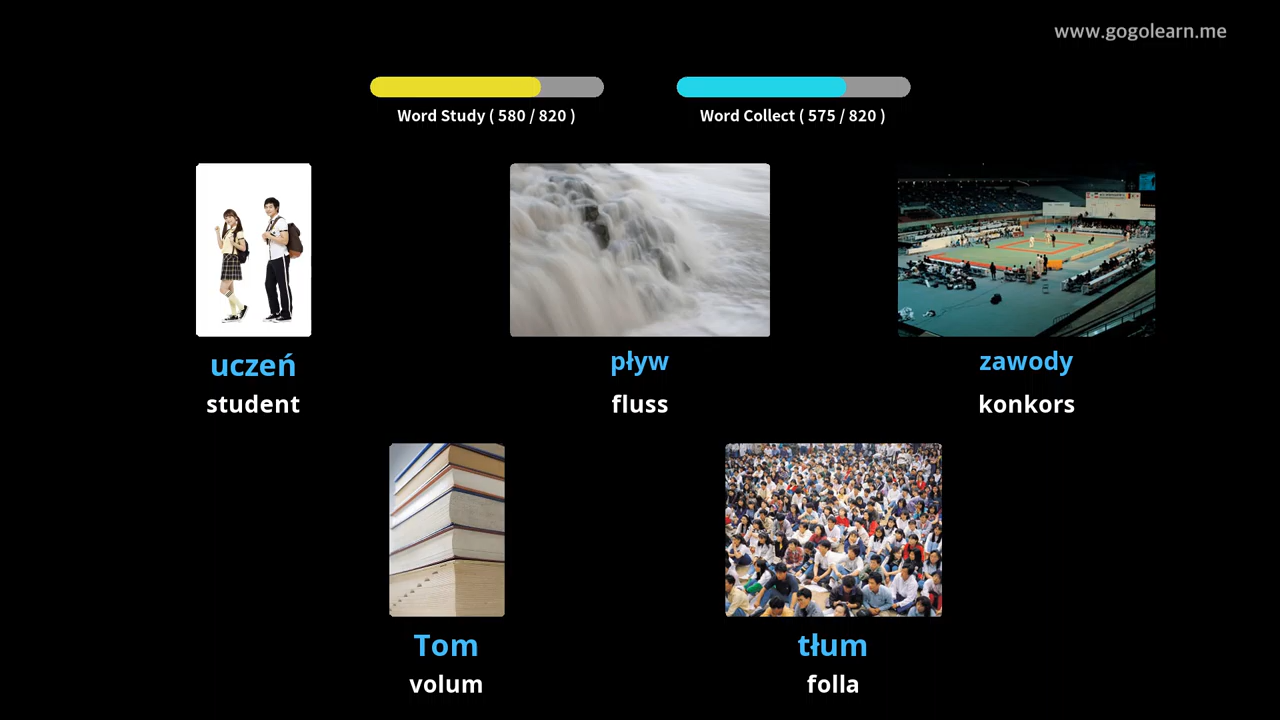 www.gogolearn.me
Word Study ( 580 / 820 )
Word Collect ( 575 / 820 )
uczeń
student
pływ
fluss
zawody
konkors
Tom
volum
tłum
folla